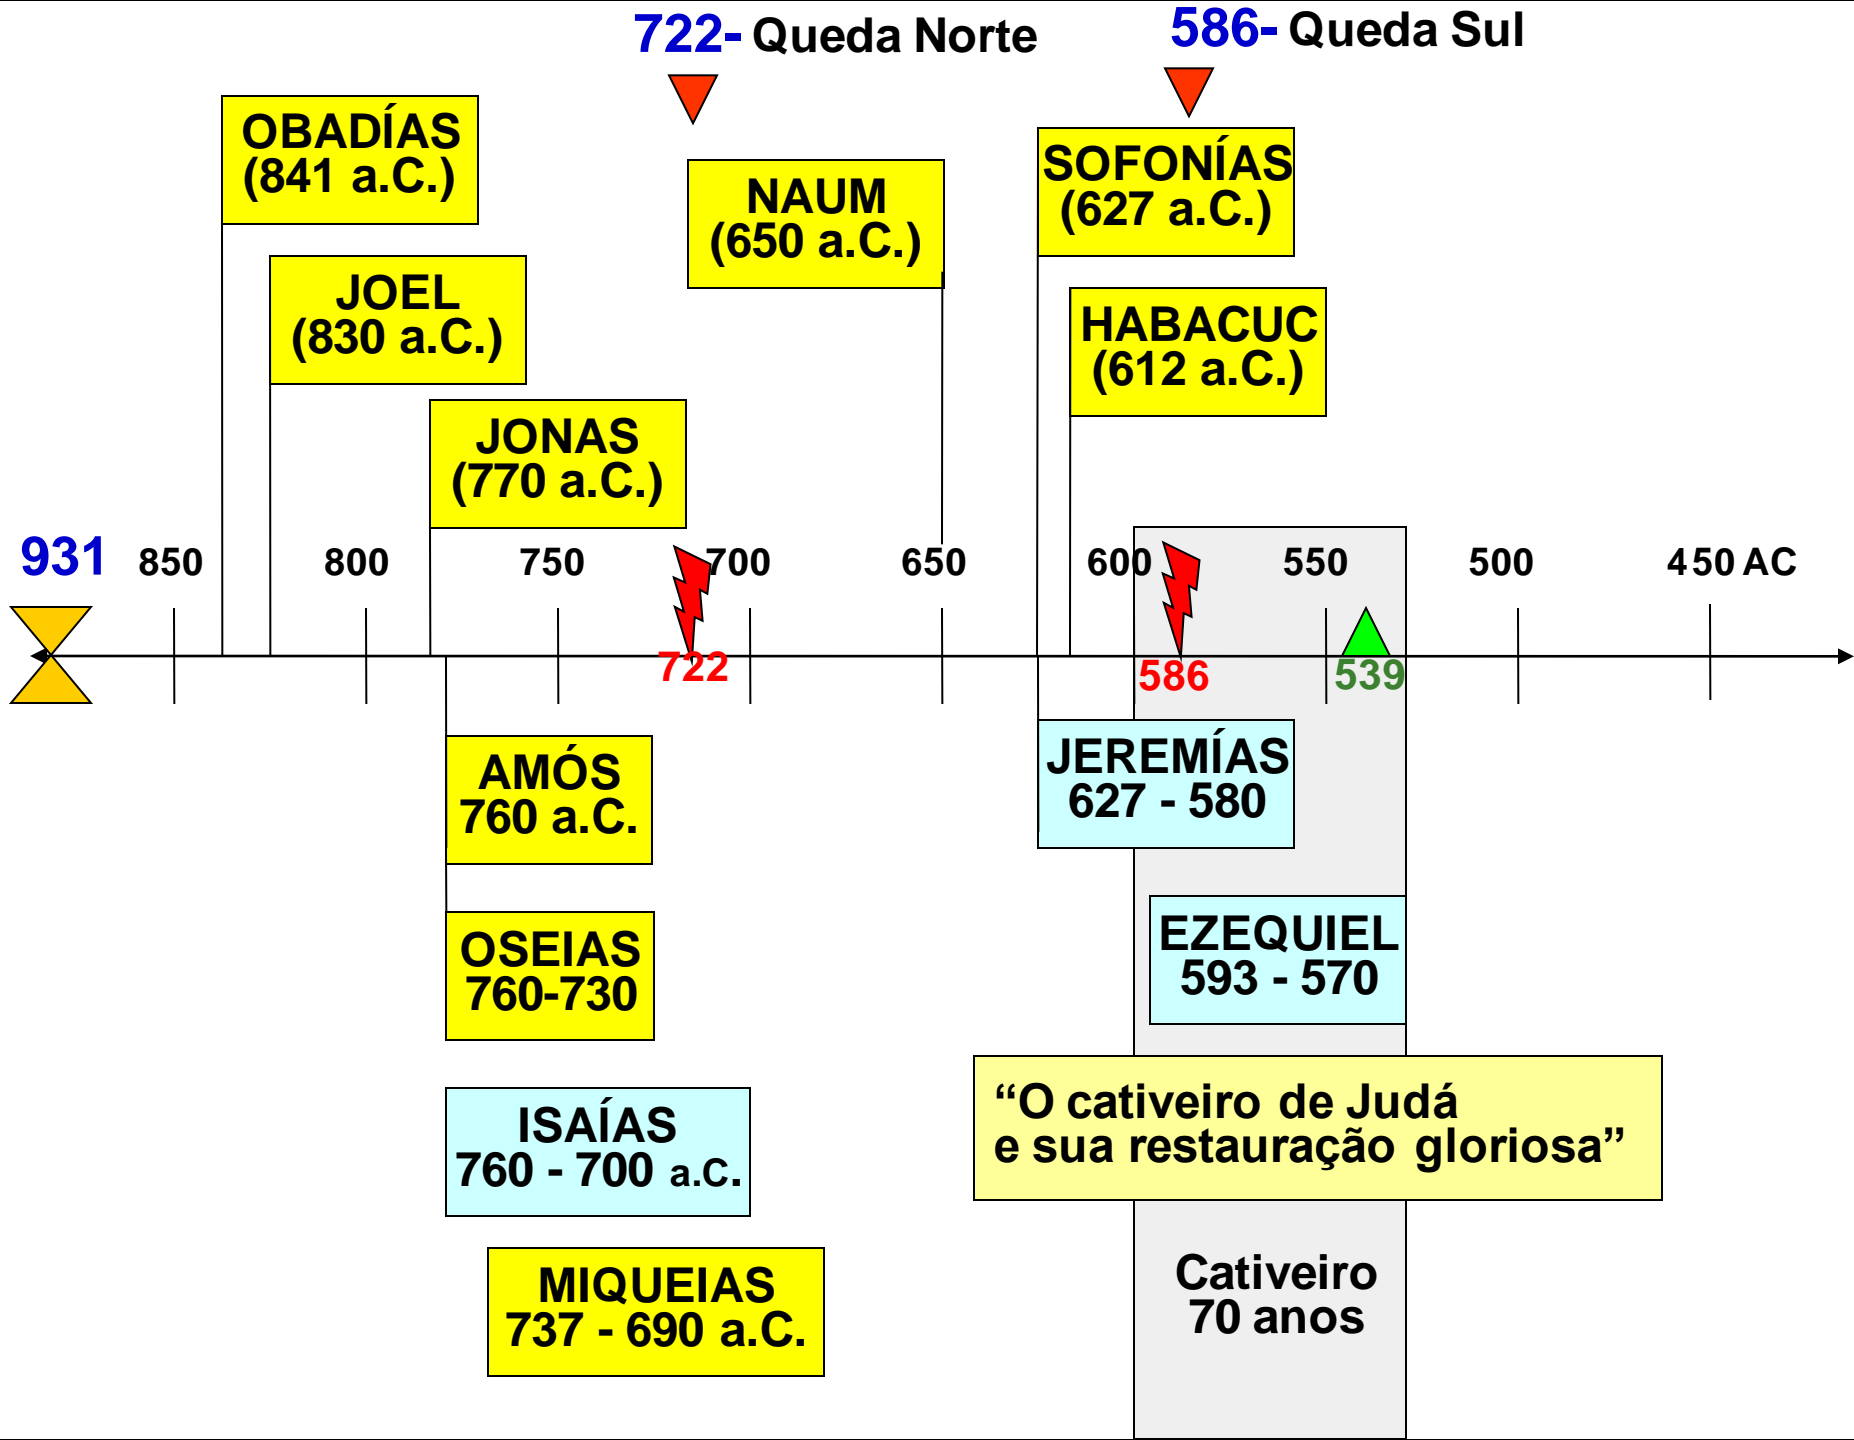 722- Queda Norte
586- Queda Sul
OBADÍAS
(841 a.C.)
NAUM
(650 a.C.)
SOFONÍAS
(627 a.C.)
JOEL
(830 a.C.)
HABACUC
(612 a.C.)
JONAS
(770 a.C.)
931 850 800 750 700 650 600 550 500 450 AC
722 586 539
AMÓS
760 a.C.
JEREMÍAS
627 - 580
OSEIAS
760-730
EZEQUIEL
593 - 570
ISAÍAS
760 - 700 a.C.
“O cativeiro de Judá
e sua restauração gloriosa”
MIQUEIAS
737 - 690 a.C.
Cativeiro
70 anos